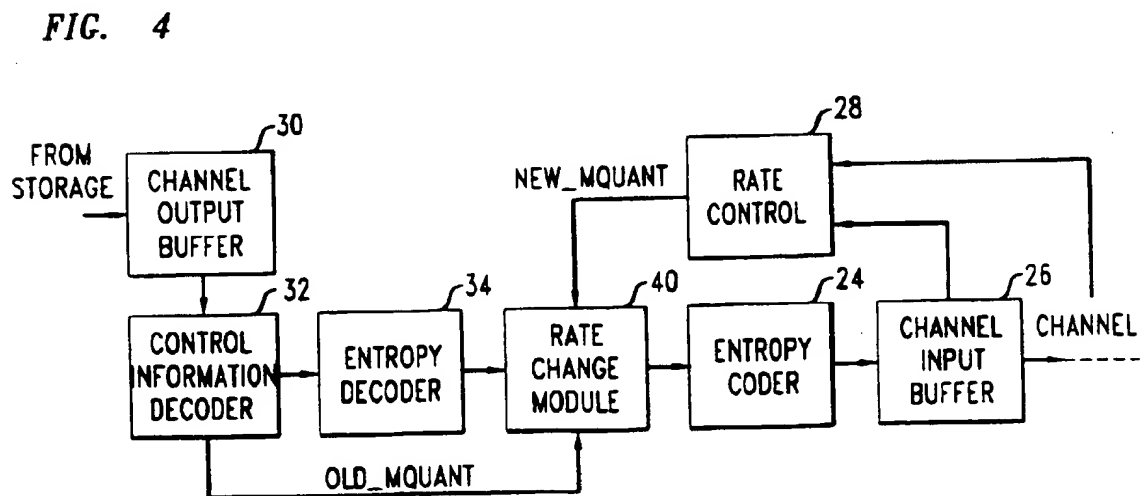 FIG. 4
30
FROM
STORAGE
CHANNEL
OUTPUT
BUFFER
28
NEW_MQUANT
RATE
CONTROL
32
CONTROL
INFORMATION
DECODER
34
ENTROPY
DECODER
40
RATE
CHANGE
MODULE
24
ENTROPY
CODER
26
CHANNEL
INPUT
BUFFER
CHANNEL
OLD_MQUANT